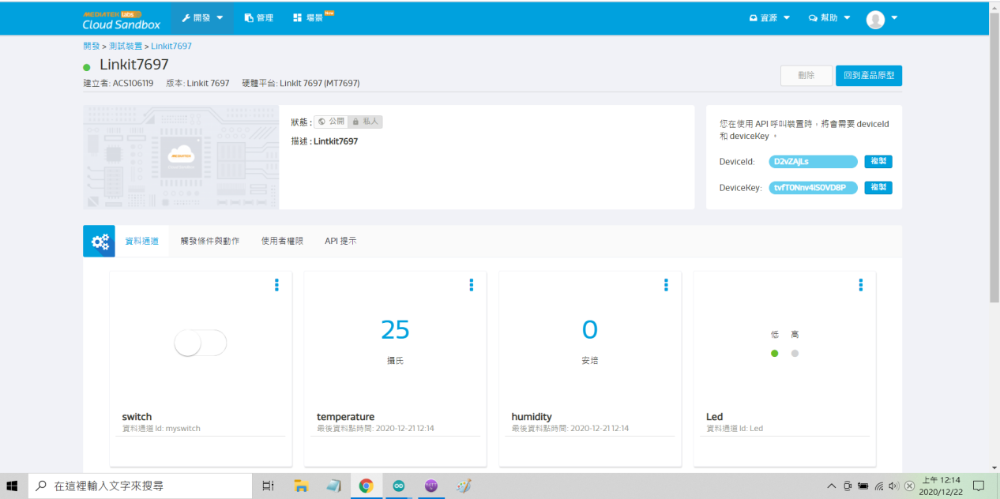 MEDIATEK labs
Cloud Sandbox
開發
管理
場景 New
資源
幫助
開發 > 測試裝置 > Linkit7697
Linkit7697
建立者: ACS106119 版本: Linkit 7697 硬體平台: LinkIt 7697 (MT7697)
刪除
回到產品原型
MEDIATEK
Cloud Sandbox
狀態 : 公開 私人
描述 : Lintkit7697
您在使用 API 呼叫裝置時，將會需要 deviceId
和 deviceKey 。
DeviceId: D2vZAjLs 複製
DeviceKey: tvfT0Nnv4iS0VD8P 複製
資料通道 觸發條件與動作 使用者權限 API 提示
switch
資料通道 Id: myswitch
25
攝氏
temperature
最後資料點時間: 2020-12-21 12:14
0
安培
humidity
最後資料點時間: 2020-12-21 12:14
低 高
Led
資料通道 Id: Led
在這裡輸入文字來搜尋
上午 12:14
2020/12/22